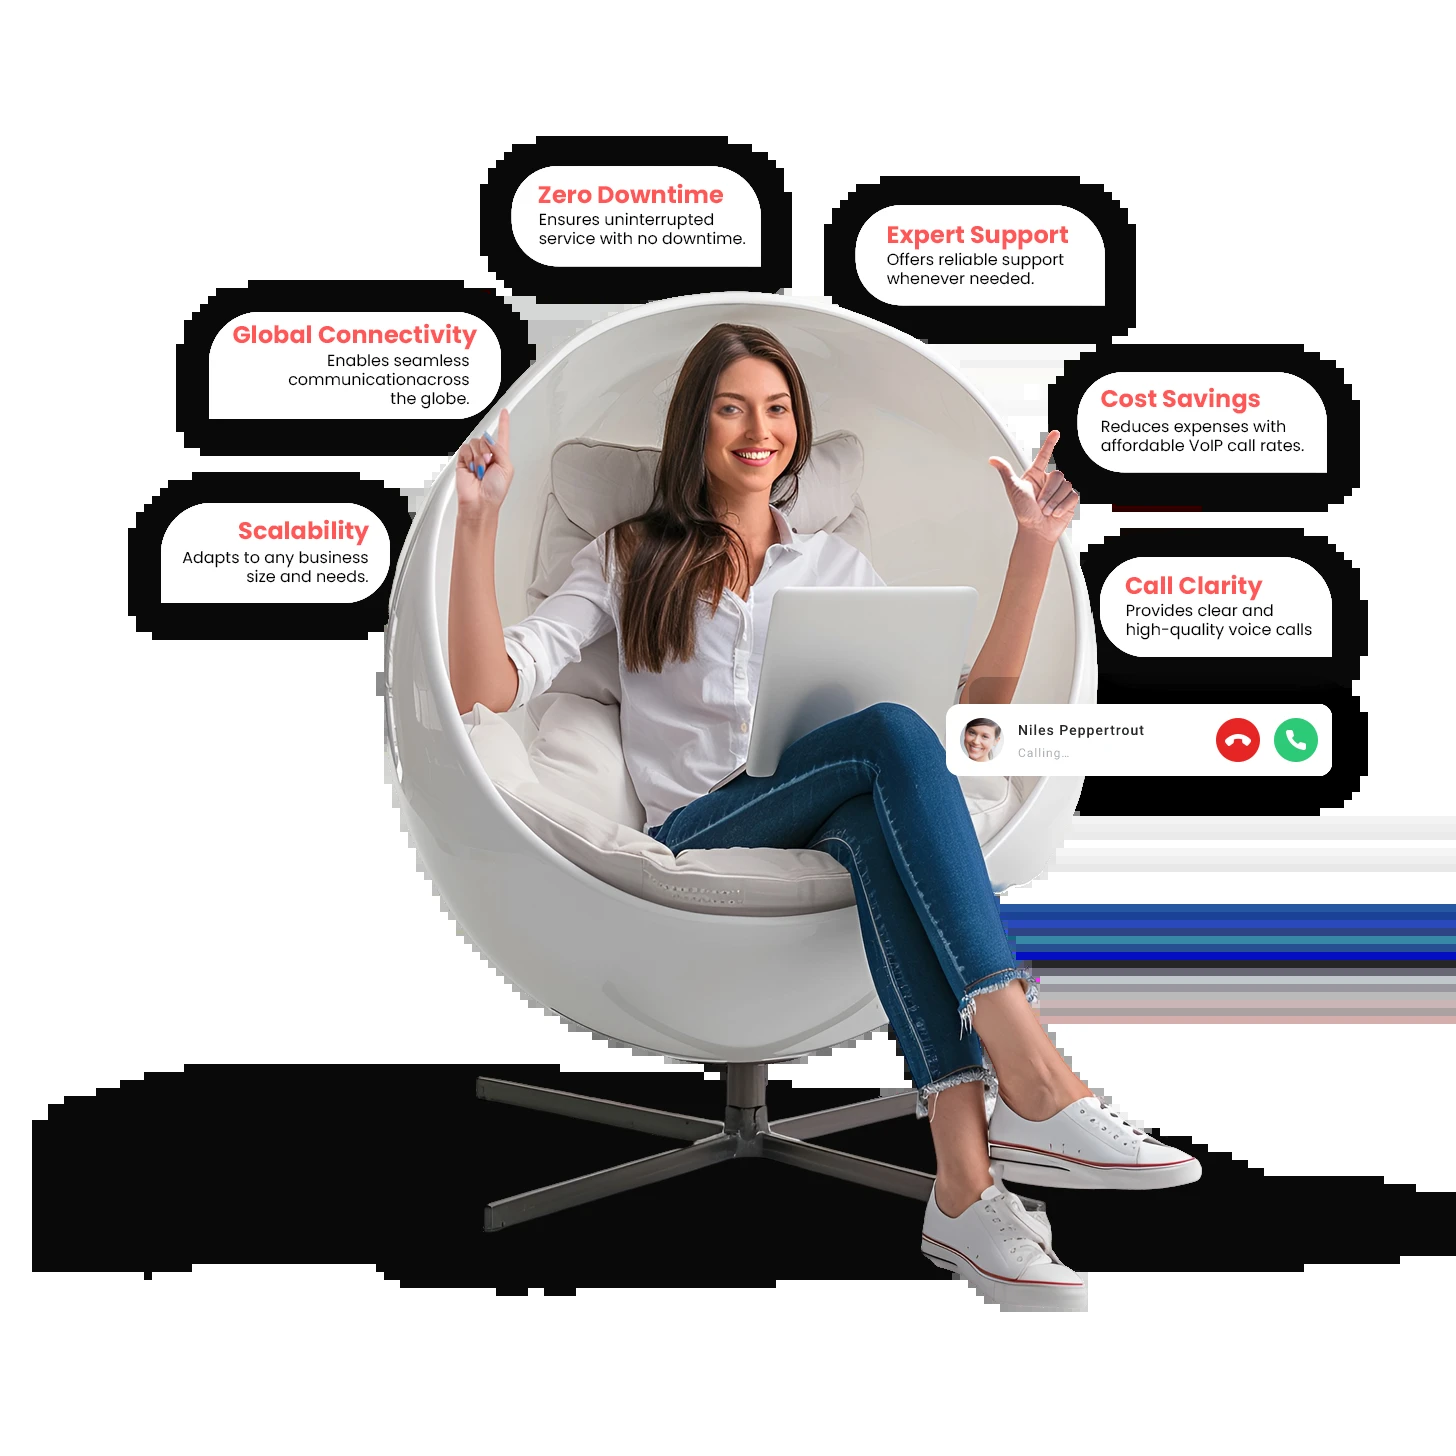 Zero Downtime
Ensures uninterrupted
service with no downtime.
Expert Support
Offers reliable support
whenever needed.
Global Connectivity
Enables seamless
communicationacross
the globe.
Cost Savings
Reduces expenses with
affordable VoIP call rates.
Scalability
Adapts to any business
size and needs.
Call Clarity
Provides clear and
high-quality voice calls
Niles Peppertrout
Calling...